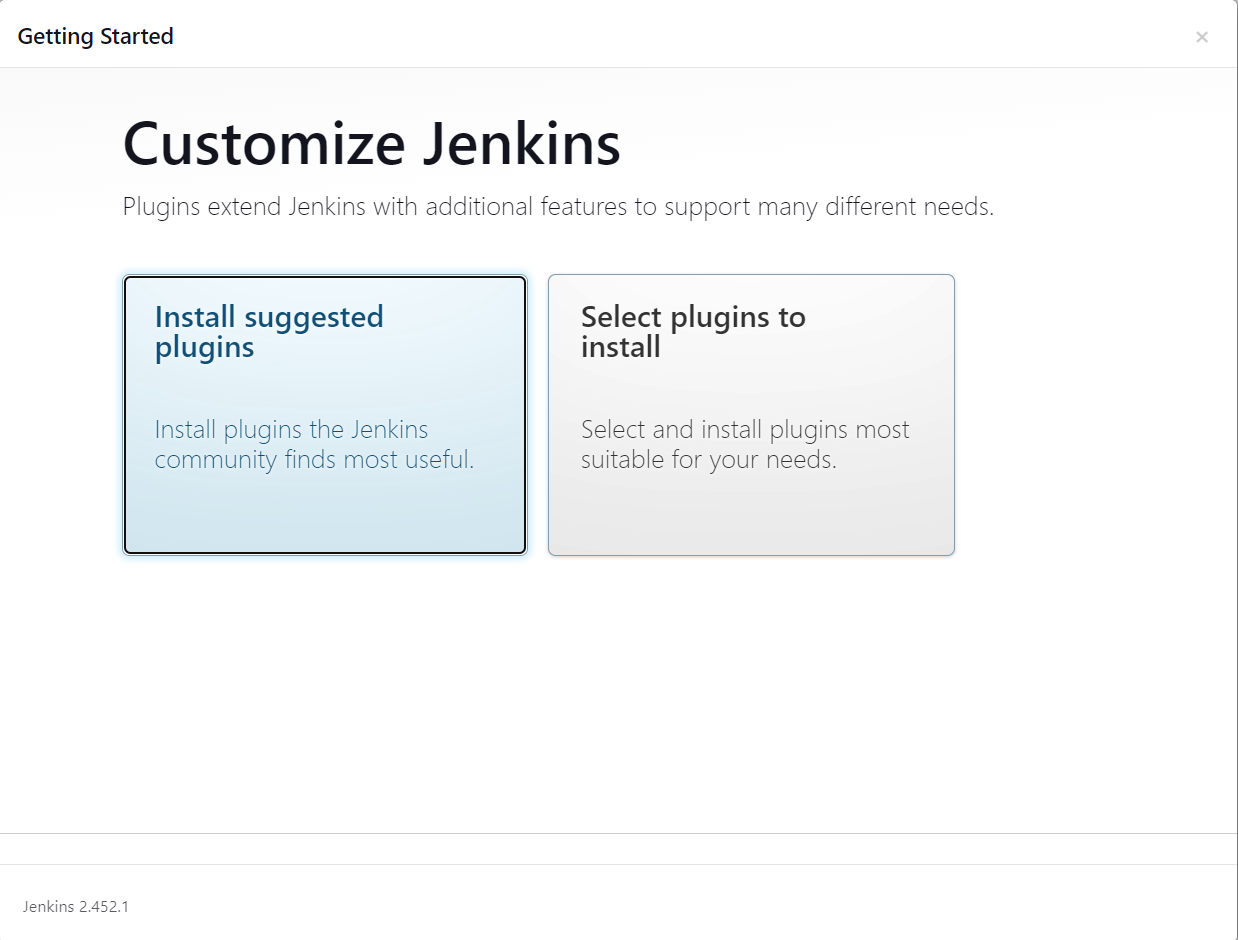 Getting Started
×
Customize Jenkins
Plugins extend Jenkins with additional features to support many different needs.
Install suggested
plugins
Install plugins the Jenkins
community finds most useful.
Select plugins to
install
Select and install plugins most
suitable for your needs.
Jenkins 2.452.1